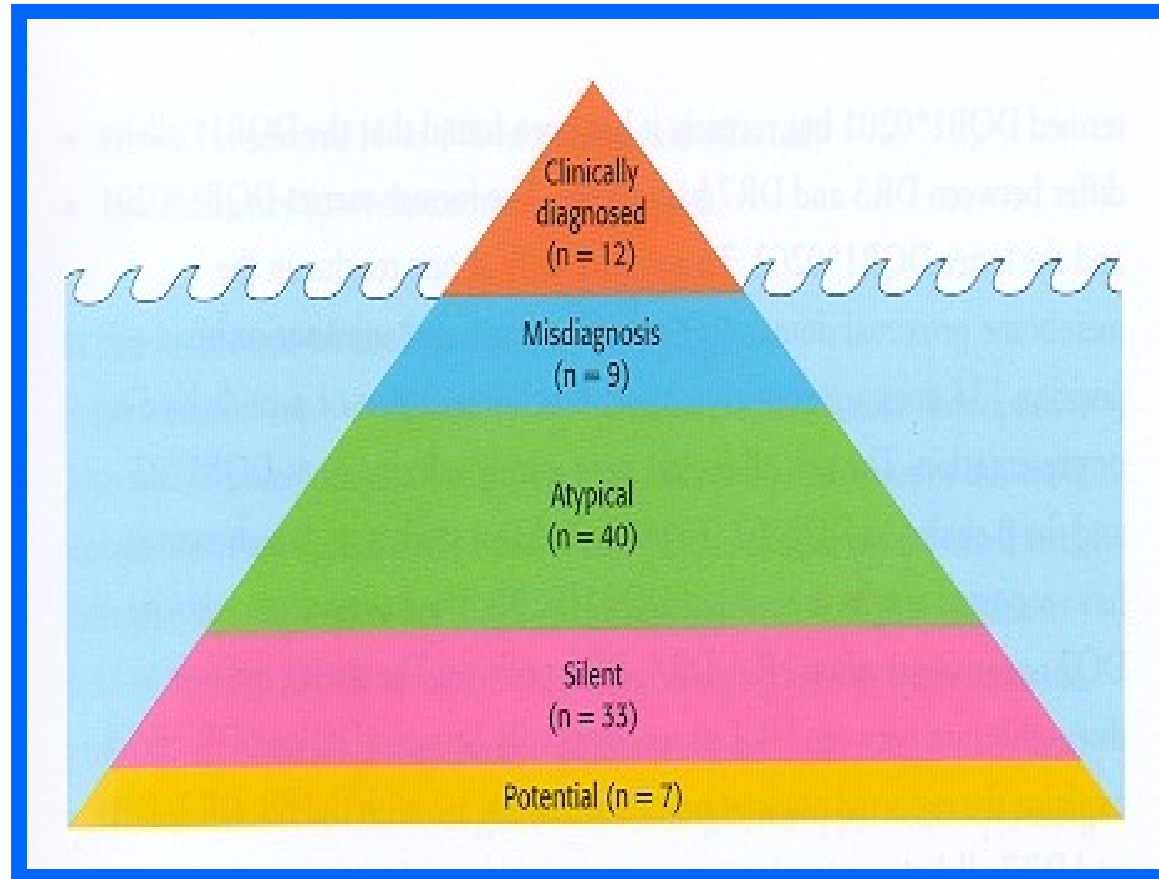 Clinically
diagnosed
(n = 12)
Misdiagnosis
(n = 9)
Atypical
(n = 40)
Silent
(n = 33)
Potential (n = 7)